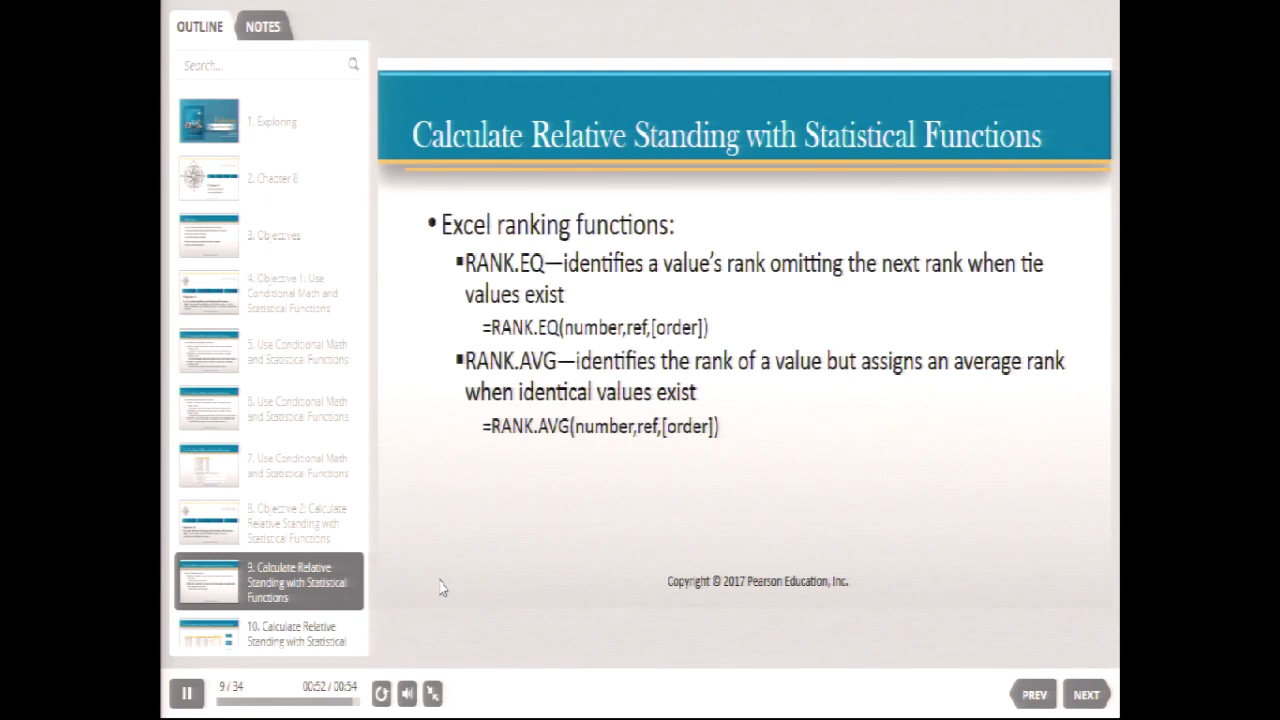 OUTLINE
NOTES
Search...
1. Exploring
2. Chapter 8
3. Objectives
4. Objective 1: Use
Conditional Math and
Statistical Functions
5. Use Conditional Math
and Statistical Functions
6. Use Conditional Math
and Statistical Functions
7. Use Conditional Math
and Statistical Functions
8. Objective 2: Calculate
Relative Standing with
Statistical Functions
9. Calculate Relative
Standing with Statistical
Functions
10. Calculate Relative
Standing with Statistical
Calculate Relative Standing with Statistical Functions
• Excel ranking functions:
▪RANK.EQ—identifies a value's rank omitting the next rank when tie
values exist
=RANK.EQ(number,ref,[order])
▪RANK.AVG—identifies the rank of a value but assigns an average rank
when identical values exist
=RANK.AVG(number,ref,[order])
Copyright © 2017 Pearson Education, Inc.
9 / 34
00:52 / 00:54
PREV
NEXT